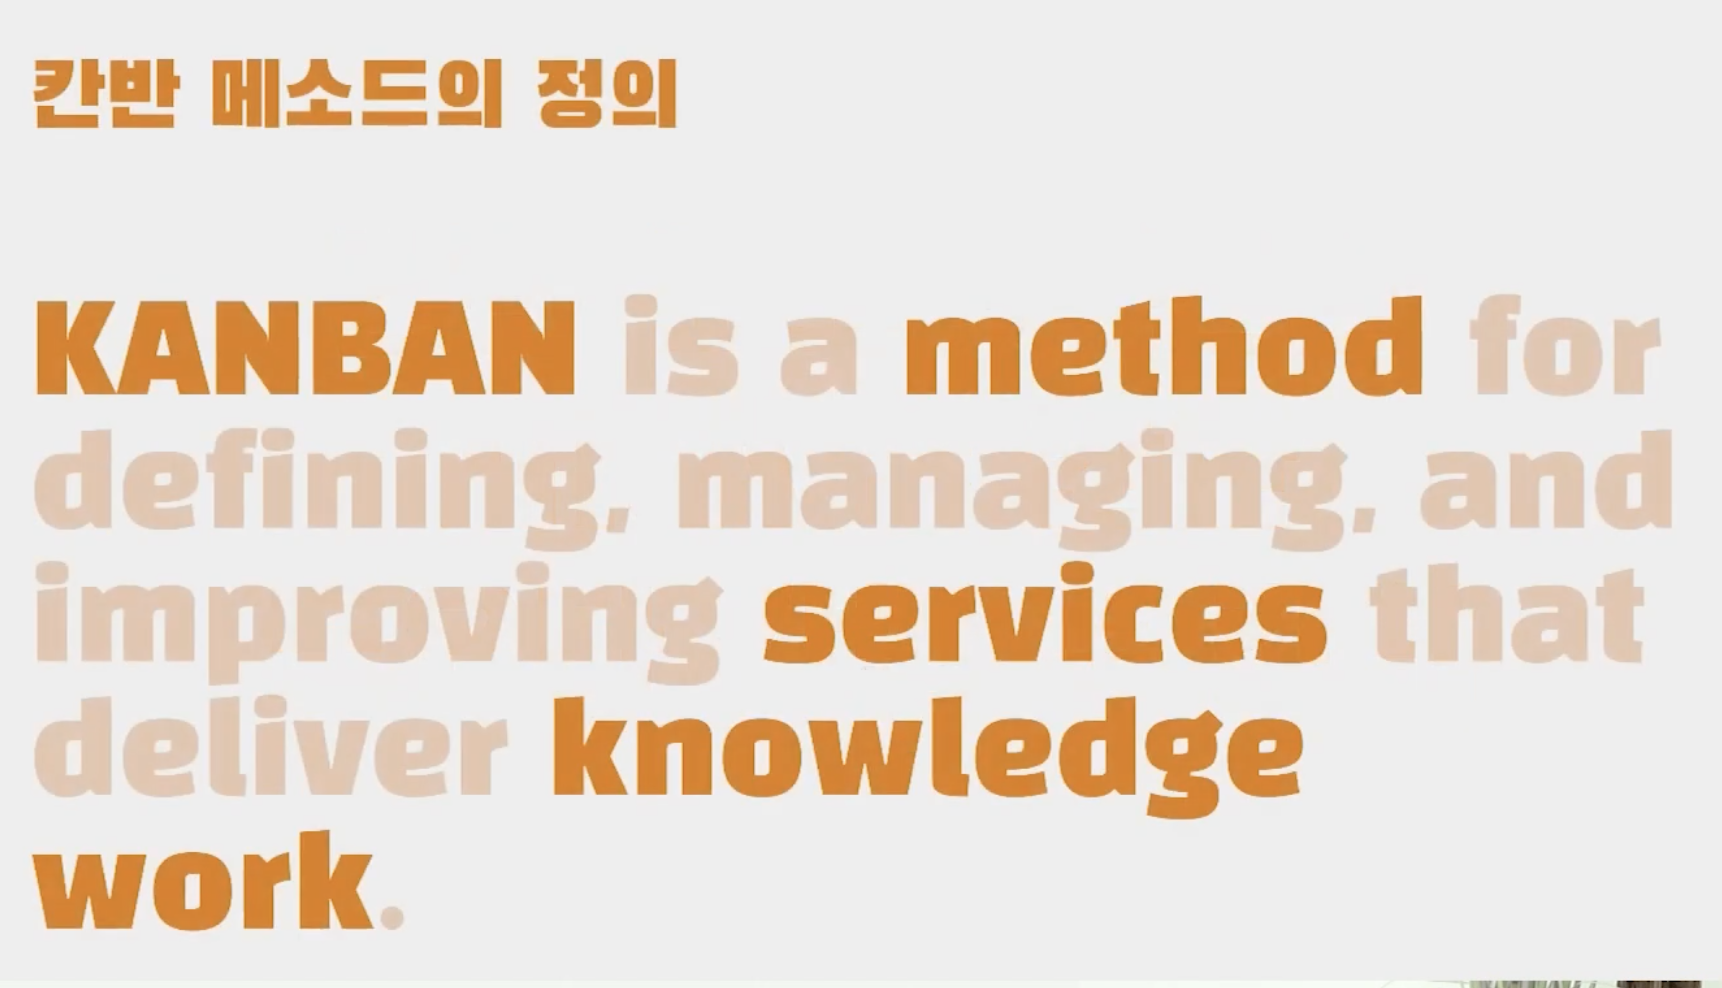 칸반 메소드의 정의
KANBAN is a method for
defining, managing, and
improving services that
deliver knowledge
work.